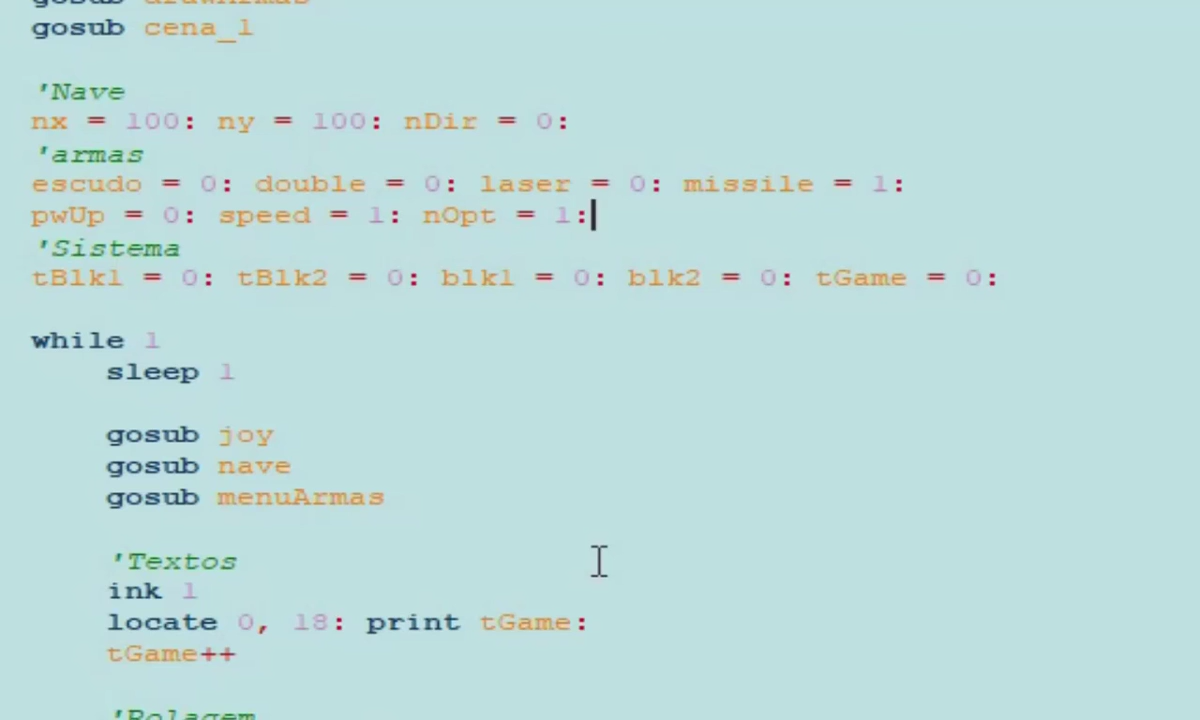 gosub drawArmas
gosub cena_1
'Nave
nx = 100: ny = 100: nDir = 0:
'armas
escudo = 0: double = 0: laser = 0: missile = 1:
pwUp = 0: speed = 1: nOpt = 1:
'Sistema
tBlk1 = 0: tBlk2 = 0: blk1 = 0: blk2 = 0: tGame = 0:
while 1
sleep 1
gosub joy
gosub nave
gosub menuArmas
'Textos
ink 1
locate 0, 18: print tGame:
tGame++
'Rolagem